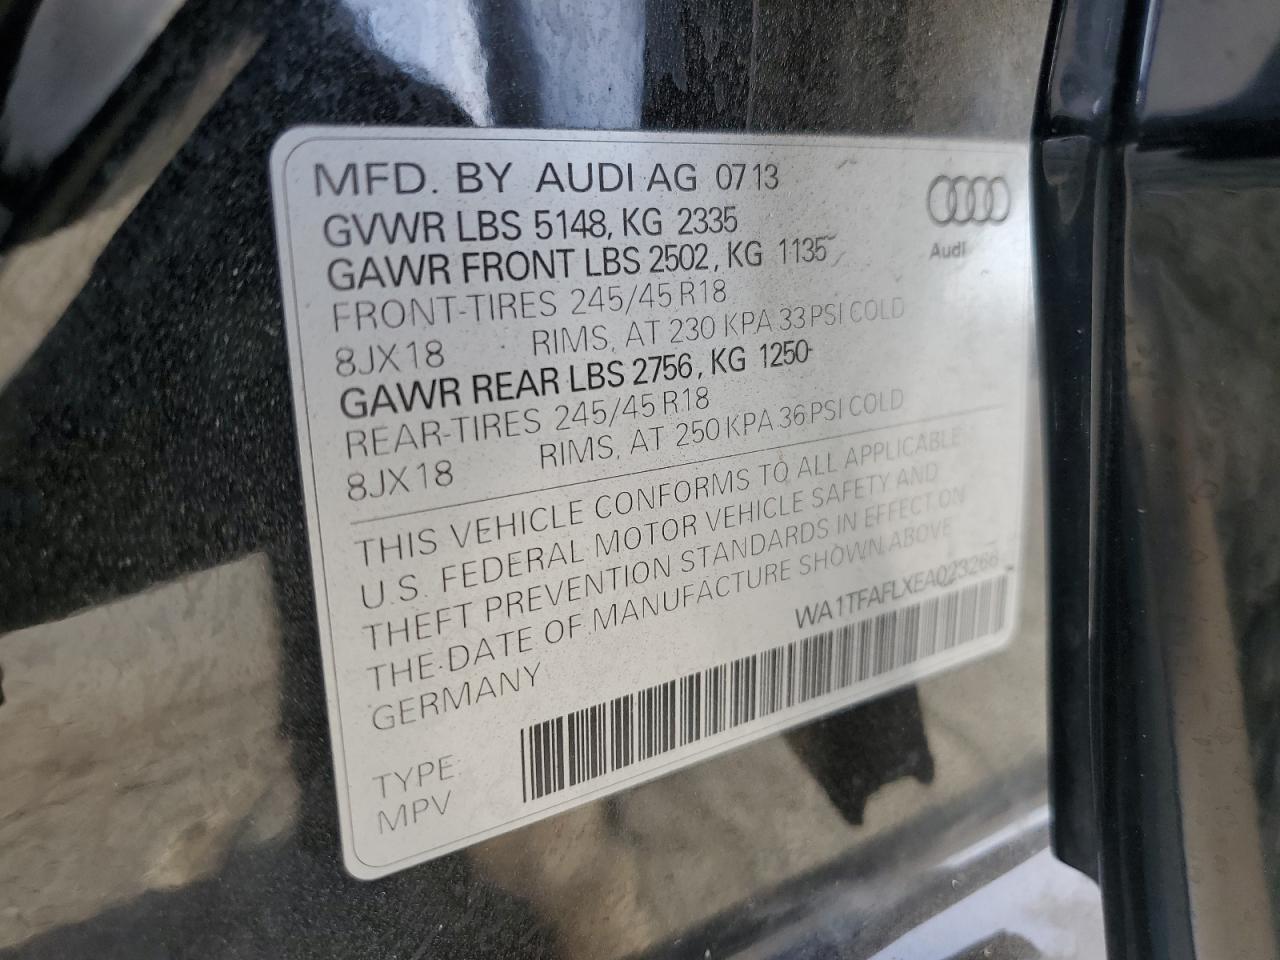 MFD. BY AUDI AG 0713
GVWR LBS 5148, KG 2335
GAWR FRONT LBS 2502, KG 1135
FRONT-TIRES 245/45 R18
8JX18 RIMS, AT 230 KPA 33 PSI COLD
GAWR REAR LBS 2756, KG 1250
REAR-TIRES 245/45 R18
8JX18 RIMS, AT 250 KPA 36 PSI COLD
Audi
THIS VEHICLE CONFORMS TO ALL APPLICABLE
U.S. FEDERAL MOTOR VEHICLE SAFETY AND
THEFT PREVENTION STANDARDS IN EFFECT ON
THE DATE OF MANUFACTURE SHOWN ABOVE
GERMANY
WA1TFAFLXEA023266
TYPE:
MPV